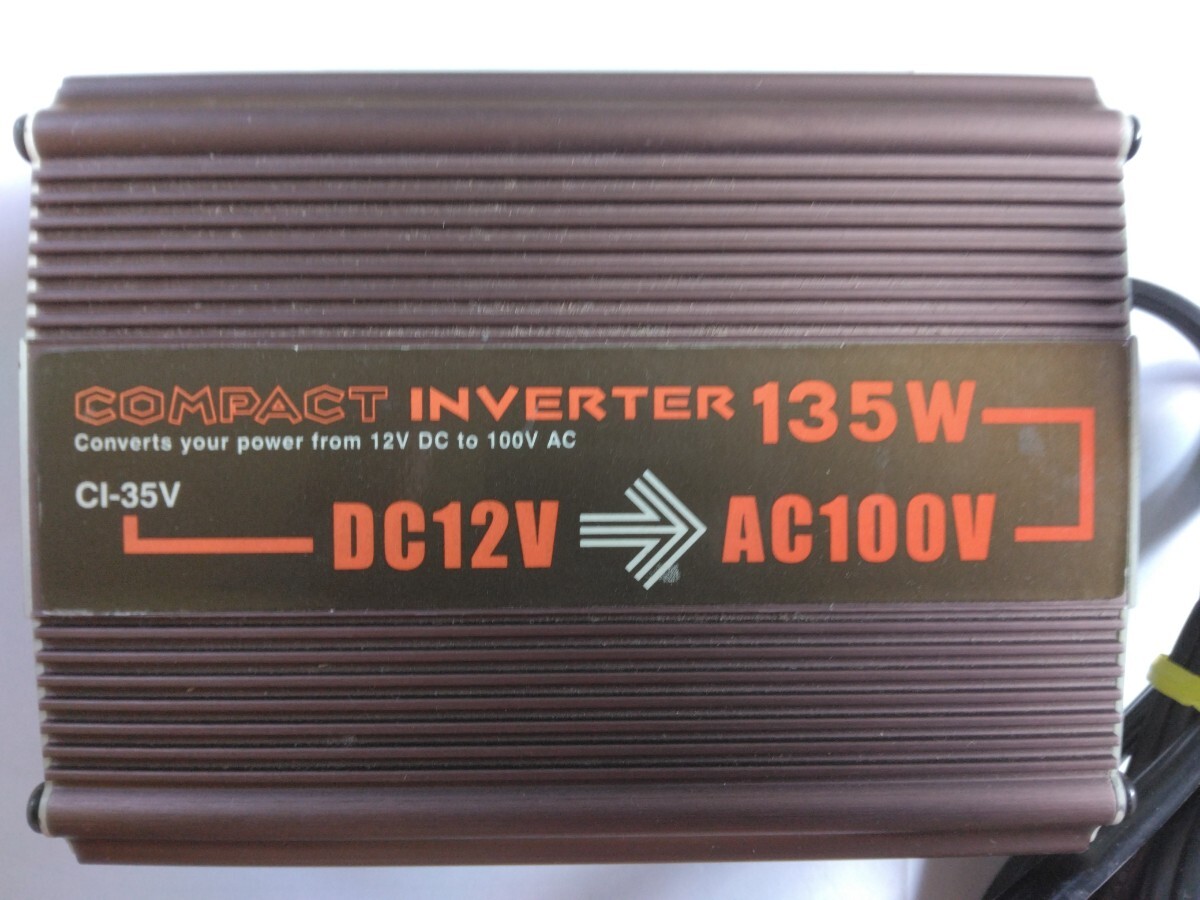 COMPACT INVERTER 135W
Converts your power from 12V DC to 100V AC
CI-35V
DC12V AC100V